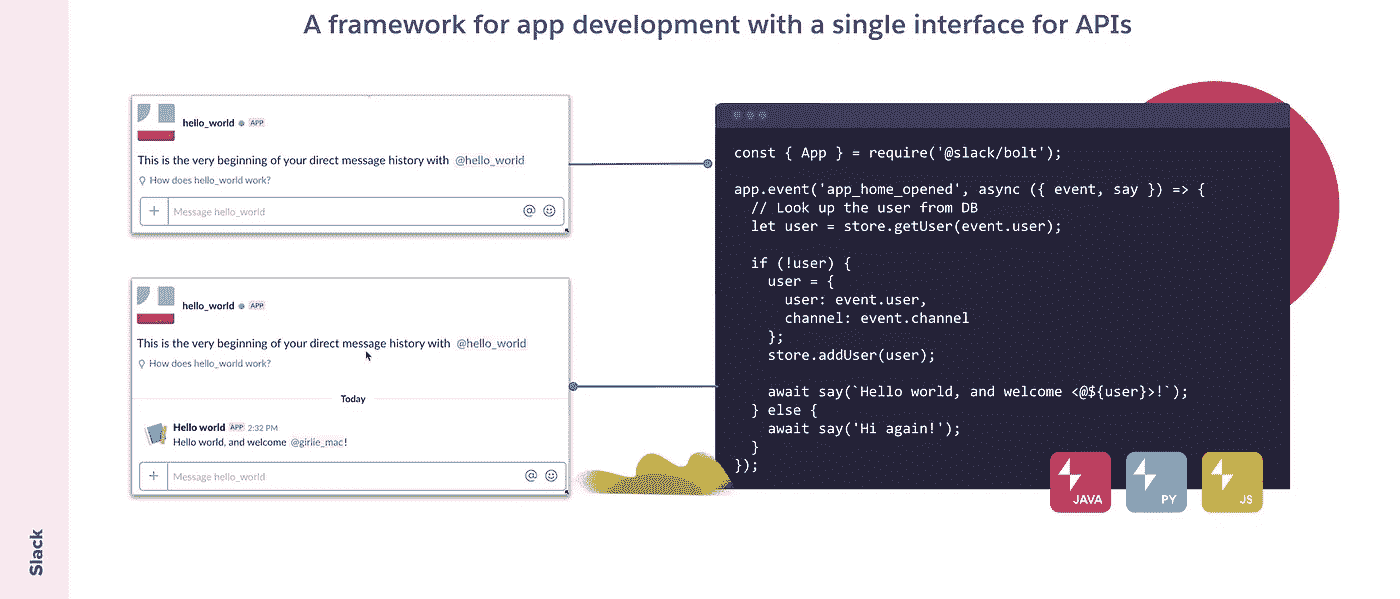 A framework for app development with a single interface for APIs
hello_world APP
This is the very beginning of your direct message history with @hello_world
How does hello_world work?
Message hello_world
hello_world APP
This is the very beginning of your direct message history with @hello_world
How does hello_world work?
Today
Hello world APP 2:32 PM
Hello world, and welcome @girlie_mac!
Message hello_world
const { App } = require('@slack/bolt');
app.event('app_home_opened', async ({ event, say }) => {
// Look up the user from DB
let user = store.getUser(event.user);
if (!user) {
user = {
user: event.user,
channel: event.channel
};
store.addUser(user);
await say(`Hello world, and welcome <@${user}>!`);
} else {
await say('Hi again!');
}
});
JAVA
PY
JS
Slack